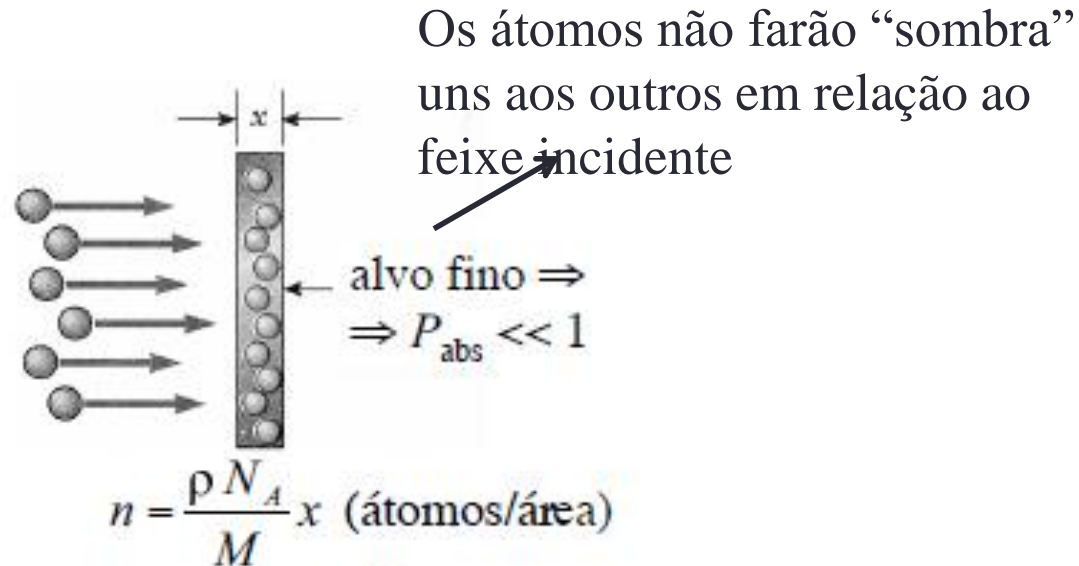 Os átomos não farão “sombra”
uns aos outros em relação ao
feixe incidente
x
alvo fino ⇒
⇒ P_abs << 1
n = ρ N_A / M x (átomos/área)